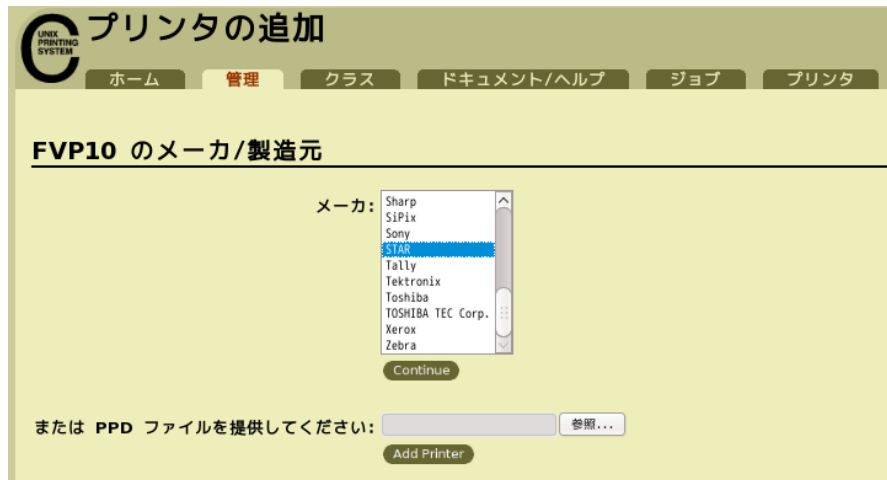 UNIX
PRINTING
SYSTEM
プリンタの追加
ホーム 管理 クラス ドキュメント/ヘルプ ジョブ プリンタ
FVP10 のメーカ/製造元
メーカ:
Sharp
SiPix
Sony
STAR
Tally
Tektronix
Toshiba
TOSHIBA TEC Corp.
Xerox
Zebra
Continue
または PPD ファイルを提供してください:
参照...
Add Printer